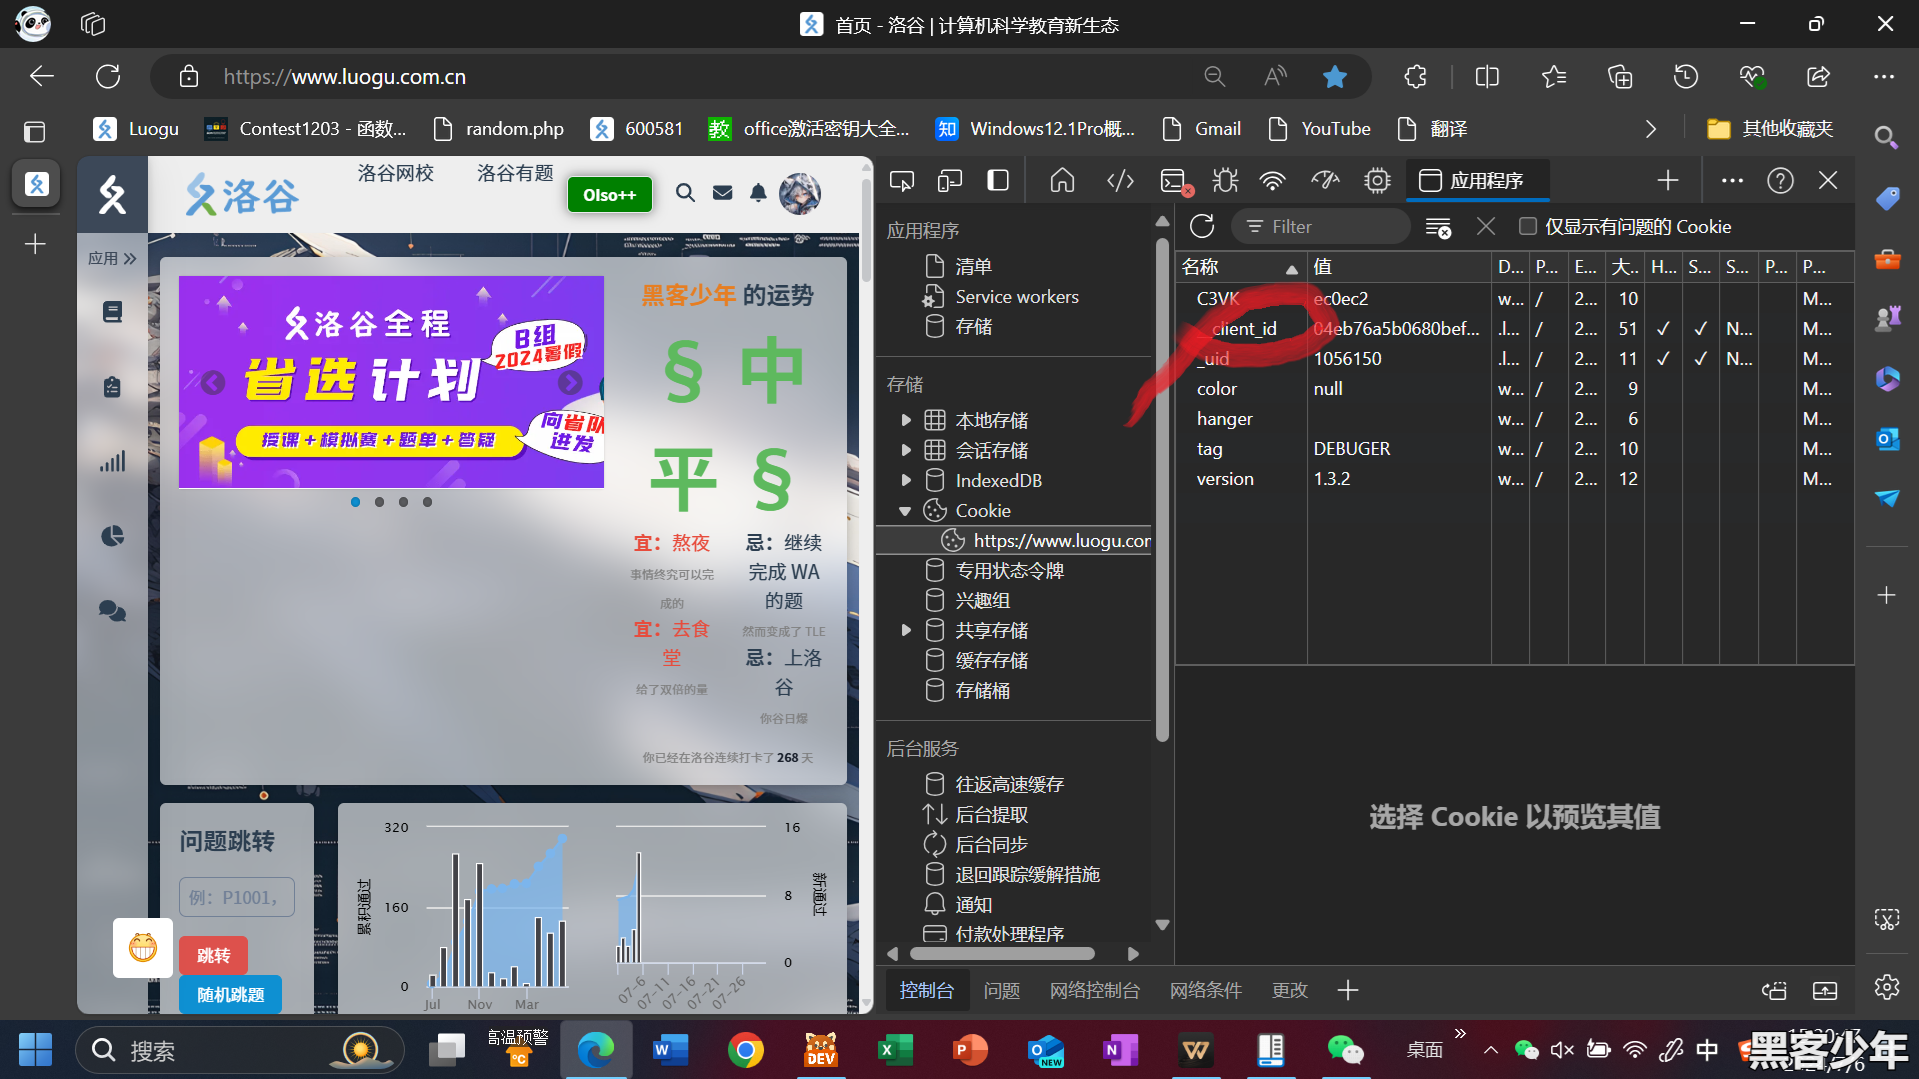 首页 - 洛谷 | 计算机科学教育新生态
https://www.luogu.com.cn
Luogu
Contest1203 - 函数...
random.php
600581
教
office激活密钥大全...
知
Windows12.1Pro概...
Gmail
YouTube
翻译
其他收藏夹
洛谷
洛谷网校
洛谷有题
Olso++
应用 »
洛谷全程
省选计划
B组
2024暑假
授课+模拟赛+题单+答疑
向省队
进发
黑客少年 的运势
§ 中
平 §
宜：熬夜
事情终究可以完
成的
宜：去食
堂
给了双倍的量
忌：继续
完成 WA
的题
然而变成了 TLE
忌：上洛
谷
你谷日爆
你已经在洛谷连续打卡了 268 天
问题跳转
例：P1001，
跳转
随机跳题
320
160
0
累积通过
Jul
Nov
Mar
16
8
0
新通过
07-6
07-11
07-16
07-21
07-26
应用程序
应用程序
清单
Service workers
存储
存储
本地存储
会话存储
IndexedDB
Cookie
https://www.luogu.con
专用状态令牌
兴趣组
共享存储
缓存存储
存储桶
后台服务
往返高速缓存
后台提取
后台同步
退回跟踪缓解措施
通知
付款处理程序
Filter
仅显示有问题的 Cookie
名称 值 D... P... E... 大.. H... S... S... P... P...
C3VK ec0ec2 w... / 2... 10 M...
__client_id 04eb76a5b0680bef... .l... / 2... 51 ✓ ✓ N... M...
_uid 1056150 .l... / 2... 11 ✓ ✓ N... M...
color null w... / 2... 9 M...
hanger w... / 2... 6 M...
tag DEBUGER w... / 2... 10 M...
version 1.3.2 w... / 2... 12 M...
选择 Cookie 以预览其值
控制台
问题
网络控制台
网络条件
更改
搜索
高温预警
°C
W
DEV
X
P
O
NEW
N
W
桌面
中
黑客少年